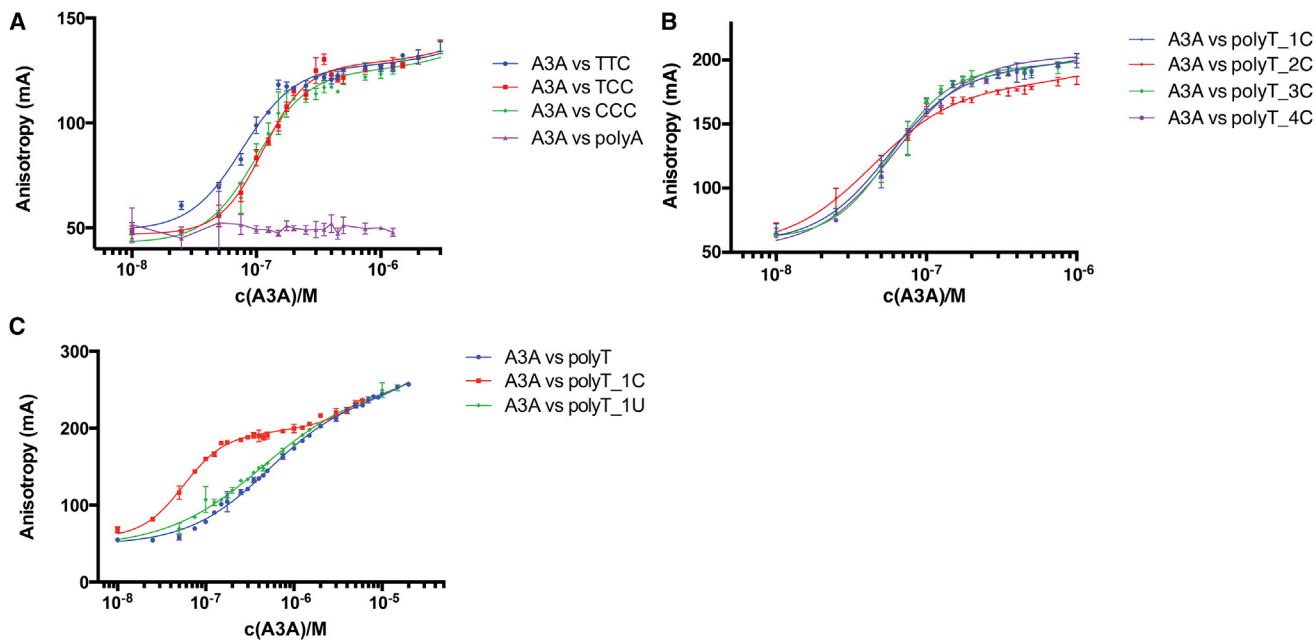 A
150
100
50
Anisotropy (mA)
10-8
10-7
10-6
c(A3A)/M
A3A vs TTC
A3A vs TCC
A3A vs CCC
A3A vs polyA
B
200
150
100
50
Anisotropy (mA)
10-8
10-7
10-6
c(A3A)/M
A3A vs polyT_1C
A3A vs polyT_2C
A3A vs polyT_3C
A3A vs polyT_4C
C
300
200
100
0
Anisotropy (mA)
10-8
10-7
10-6
10-5
c(A3A)/M
A3A vs polyT
A3A vs polyT_1C
A3A vs polyT_1U